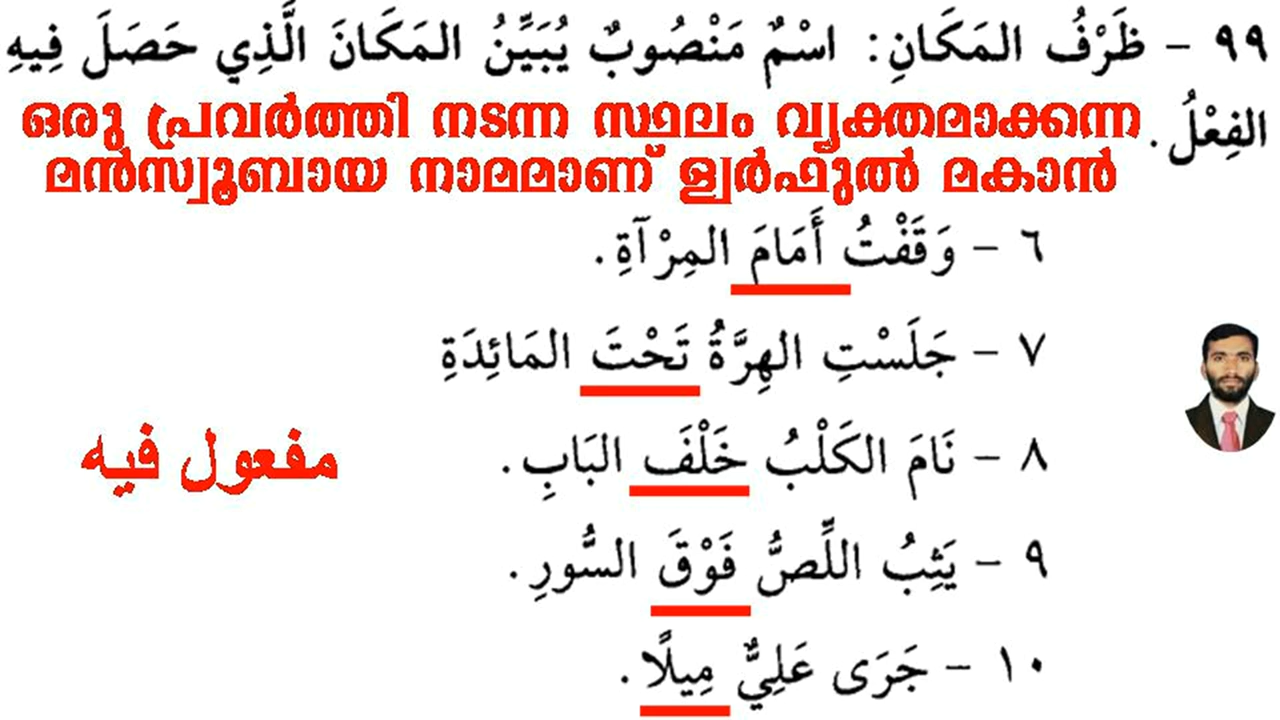 ٩٩ - ظَرْفُ المَكَانِ: اسْمٌ مَنْصُوبٌ يُبَيِّنُ المَكَانَ الَّذِي حَصَلَ فِيهِ
الفِعْلُ.
ഒരു പ്രവർത്തി നടന്ന സ്ഥലം വ്യക്തമാക്കുന്ന
മൻസ്വൂബായ നാമമാണ് ള്വർഫുൽ മകാൻ
٦ - وَقَفْتُ أَمَامَ المِرْآةِ.
٧ - جَلَسْتِ الهِرَّةُ تَحْتَ المَائِدَةِ
٨ - نَامَ الكَلْبُ خَلْفَ البَابِ.
مفعول فيه
٩ - يَثِبُ اللِّصُّ فَوْقَ السُّورِ.
١٠ - جَرَى عَلِيٌّ مِيلًا.